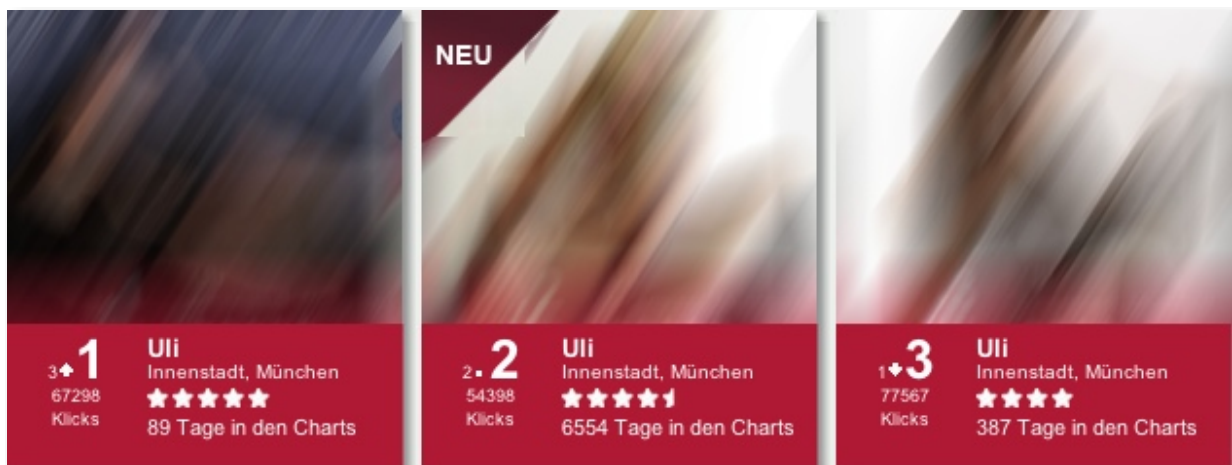 NEU
3 1
67298
Klicks
Uli
Innenstadt, München
89 Tage in den Charts
2 . 2
54398
Klicks
Uli
Innenstadt, München
6554 Tage in den Charts
1 3
77567
Klicks
Uli
Innenstadt, München
387 Tage in den Charts